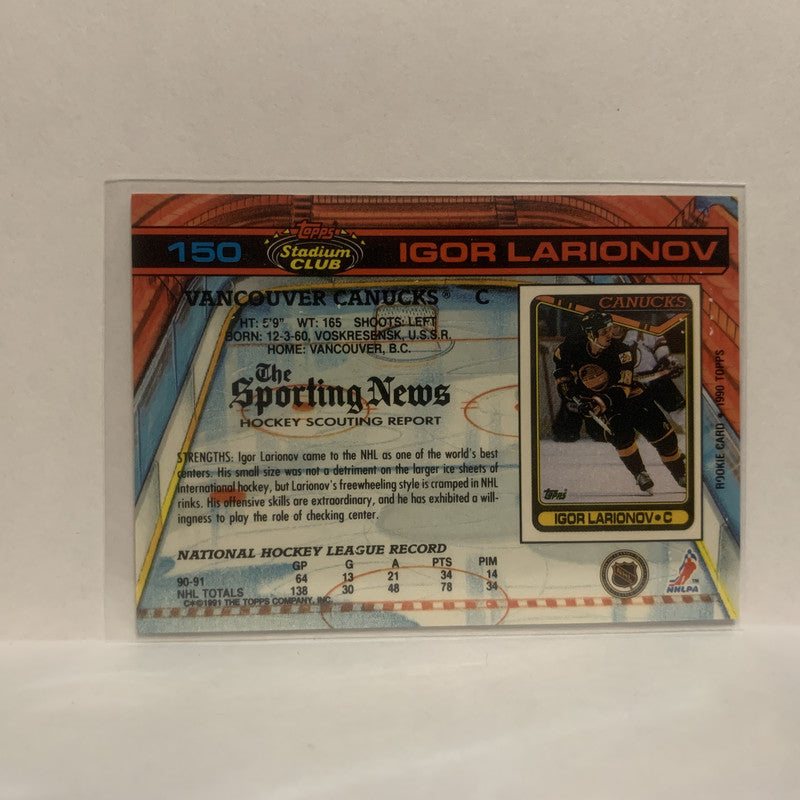 150
Topps
Stadium
CLUB
IGOR LARIONOV
VANCOUVER CANUCKS® C
HT: 5'9" WT: 165 SHOOTS: LEFT
BORN: 12-3-60, VOSKRESENSK, U.S.S.R.
HOME: VANCOUVER, B.C.
The
Sporting News
HOCKEY SCOUTING REPORT
STRENGTHS: Igor Larionov came to the NHL as one of the world's best
centers. His small size was not a detriment on the larger ice sheets of
international hockey, but Larionov's freewheeling style is cramped in NHL
rinks. His offensive skills are extraordinary, and he has exhibited a will-
ingness to play the role of checking center.
NATIONAL HOCKEY LEAGUE RECORD
GP G A PTS PIM
90-91 64 13 21 34 14
NHL TOTALS 138 30 48 78 34
C*©1991 THE TOPPS COMPANY, INC.
CANUCKS
Topps
IGOR LARIONOV • C
ROOKIE CARD ★ 1990 TOPPS
NHL
NHLPA™